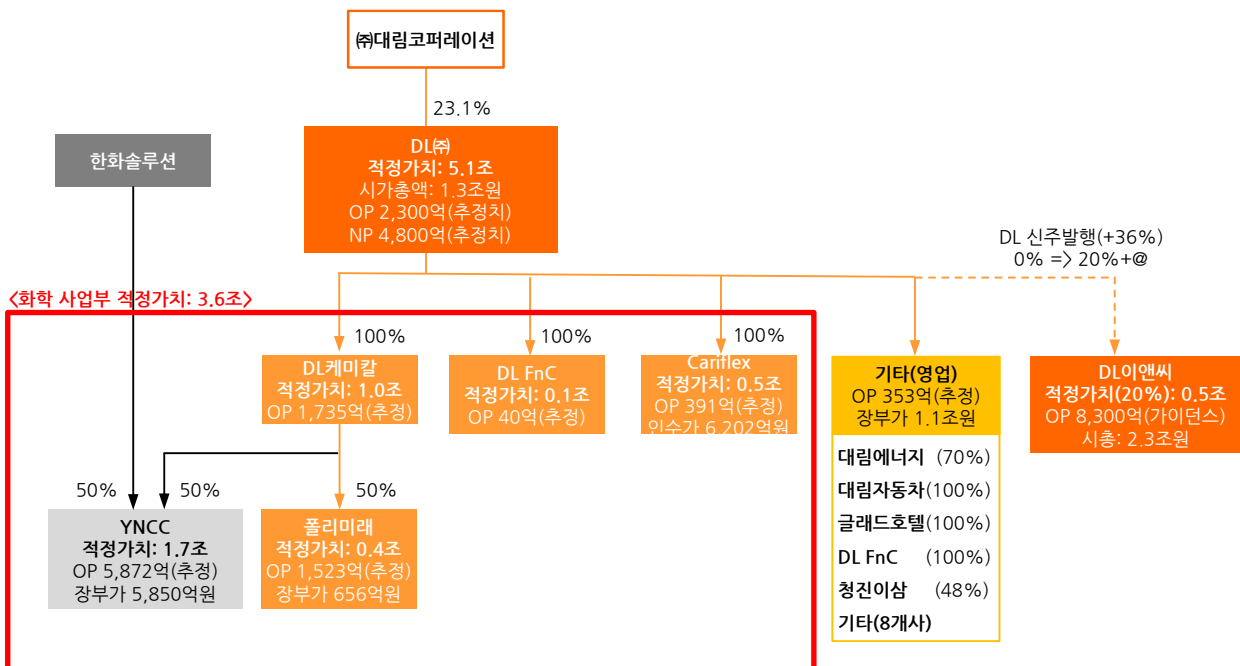 ㈜대림코퍼레이션
23.1%
한화솔루션
DL㈜
적정가치: 5.1조
시가총액: 1.3조원
OP 2,300억(추정치)
NP 4,800억(추정치)
DL 신주발행(+36%)
0% => 20%+@
<화학 사업부 적정가치: 3.6조>
100%
100%
100%
DL케미칼
적정가치: 1.0조
OP 1,735억(추정)
DL FnC
적정가치: 0.1조
OP 40억(추정)
Cariflex
적정가치: 0.5조
OP 391억(추정)
인수가 6,202억원
기타(영업)
OP 353억(추정)
장부가 1.1조원
대림에너지 (70%)
대림자동차(100%)
글래드호텔(100%)
DL FnC (100%)
청진이삼 (48%)
기타(8개사)
DL이앤씨
적정가치(20%): 0.5조
OP 8,300억(가이던스)
시총: 2.3조원
50%
50%
50%
YNCC
적정가치: 1.7조
OP 5,872억(추정)
장부가 5,850억원
폴리미래
적정가치: 0.4조
OP 1,523억(추정)
장부가 656억원